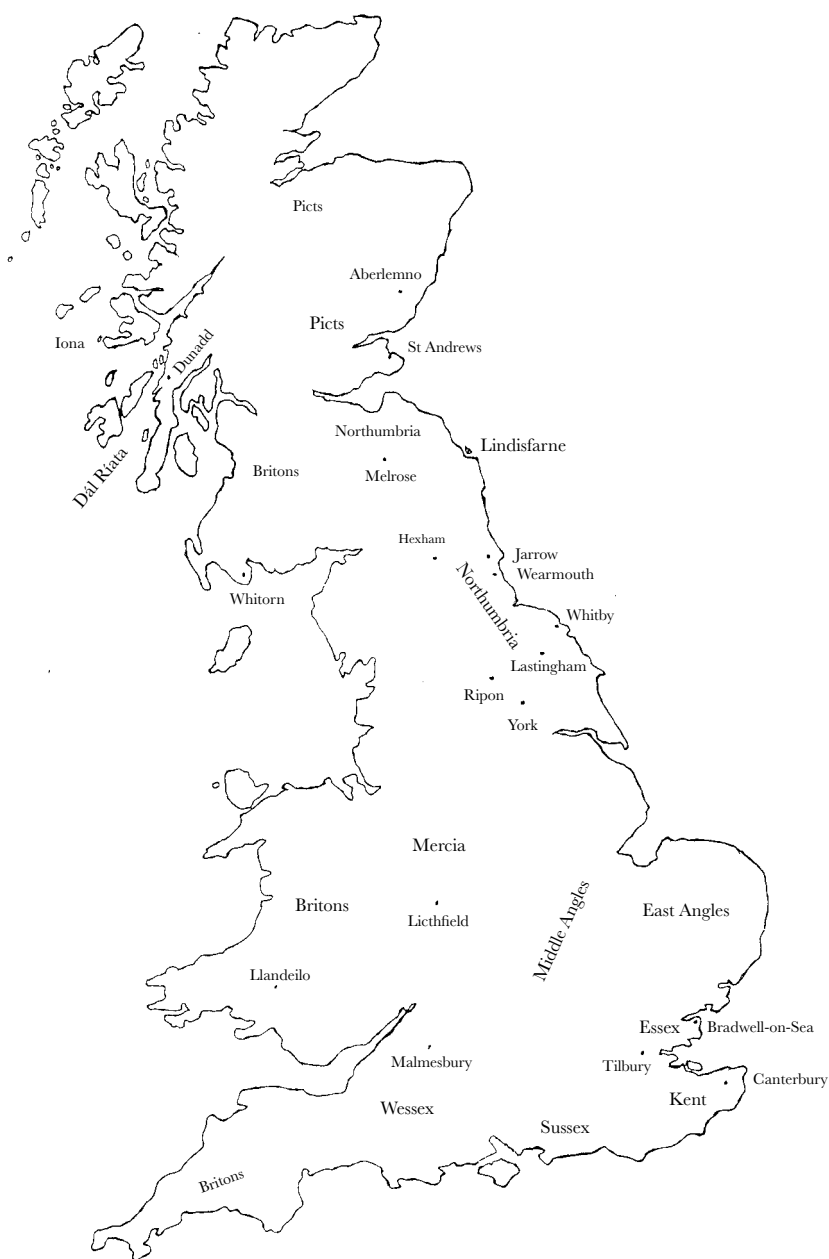 Picts
Aberlemno
Picts
Iona
Dunadd
St Andrews
Northumbria
Lindisfarne
Melrose
Britons
Dál Ríata
Hexham
Jarrow
Wearmouth
Northumbria
Whitorn
Whitby
Lastingham
Ripon
York
Mercia
Britons
Licthfield
Middle Angles
East Angles
Llandeilo
Essex
Bradwell-on-Sea
Malmesbury
Tilbury
Canterbury
Kent
Wessex
Sussex
Britons